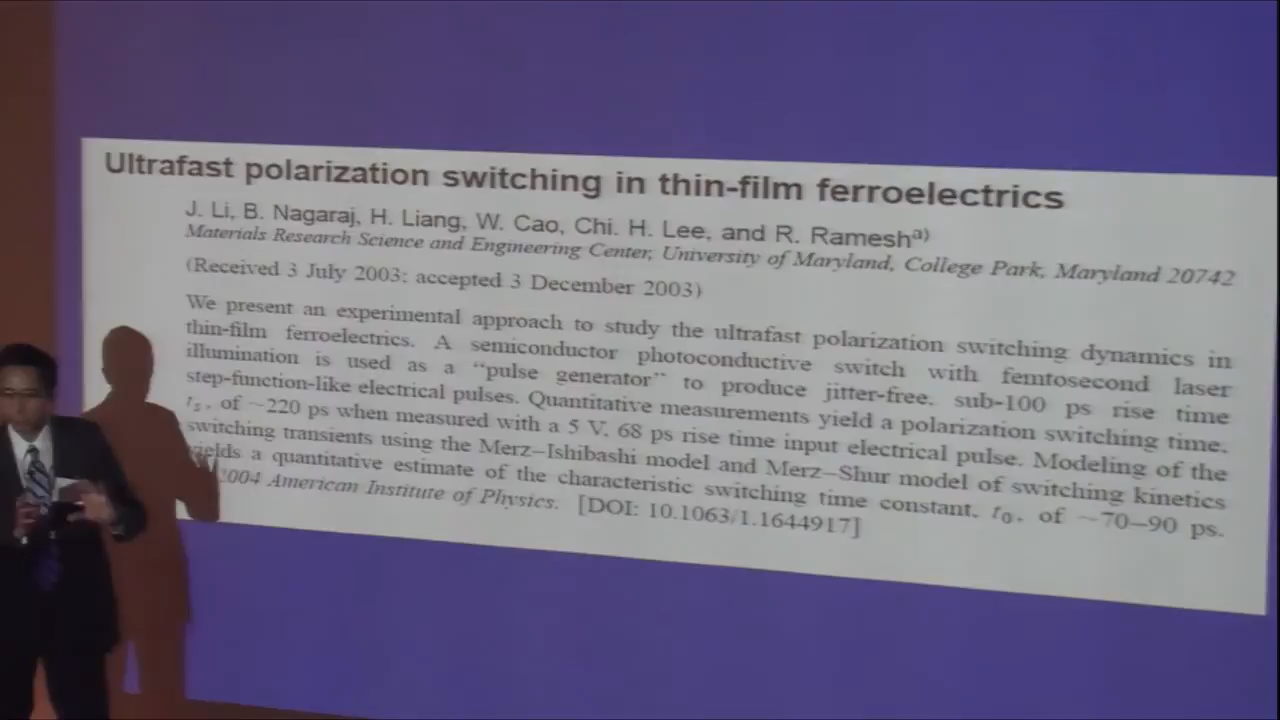 Ultrafast polarization switching in thin-film ferroelectrics
J. Li, B. Nagaraj, H. Liang, W. Cao, Chi. H. Lee, and R. Ramesh a)
Materials Research Science and Engineering Center, University of Maryland, College Park, Maryland 20742
(Received 3 July 2003; accepted 3 December 2003)
We present an experimental approach to study the ultrafast polarization switching dynamics in
thin-film ferroelectrics. A semiconductor photoconductive switch with femtosecond laser
illumination is used as a "pulse generator" to produce jitter-free, sub-100 ps rise time
step-function-like electrical pulses. Quantitative measurements yield a polarization switching time,
ts, of ~220 ps when measured with a 5 V, 68 ps rise time input electrical pulse. Modeling of the
switching transients using the Merz–Ishibashi model and Merz–Shur model of switching kinetics
yields a quantitative estimate of the characteristic switching time constant, t0, of ~70–90 ps.
2004 American Institute of Physics. [DOI: 10.1063/1.1644917]